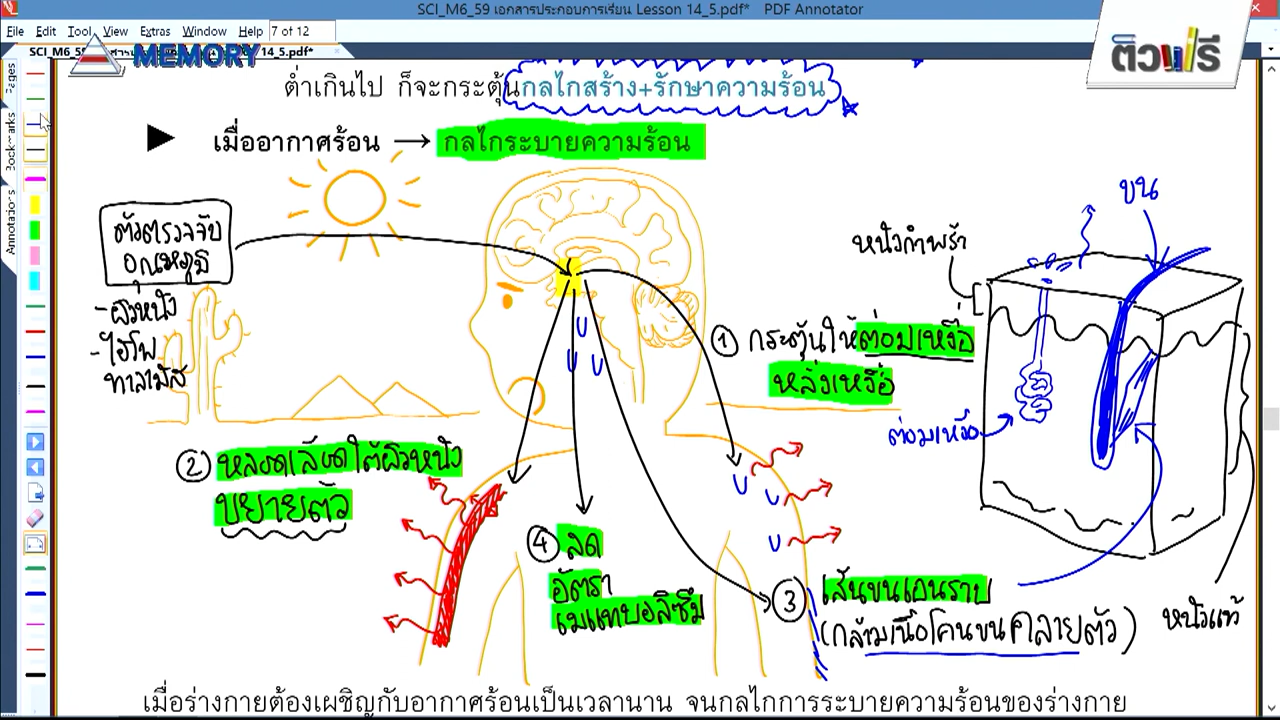 SCI_M6_59 เอกสารประกอบการเรียน Lesson 14_5.pdf* PDF Annotator
File Edit Tool View Extras Window Help 7 of 12
MEMORY
14_5.pdf*
ติวฟรี
Pages
Bookmarks
Annotations
ต่ำเกินไป ก็จะกระตุ้นกลไกสร้าง+รักษาความร้อน
เมื่ออากาศร้อน → กลไกระบายความร้อน
ตัวตรวจจับ
อุณหภูมิ
-ผิวหนัง
-ไฮโพ
ทาลามัส
ขน
หนังกำพร้า
① กระตุ้นให้ต่อมเหงื่อ
หลั่งเหงื่อ
ต่อมเหงื่อ
② หลอดเลือดใต้ผิวหนัง
ขยายตัว
④ ลด
อัตรา
เมแทบอลิซึม
③ เส้นขนเอนราบ
(กล้ามเนื้อโคนขนคลายตัว)
หนังแท้
เมื่อร่างกายต้องเผชิญกับอากาศร้อนเป็นเวลานาน จนกลไกการระบายความร้อนของร่างกาย